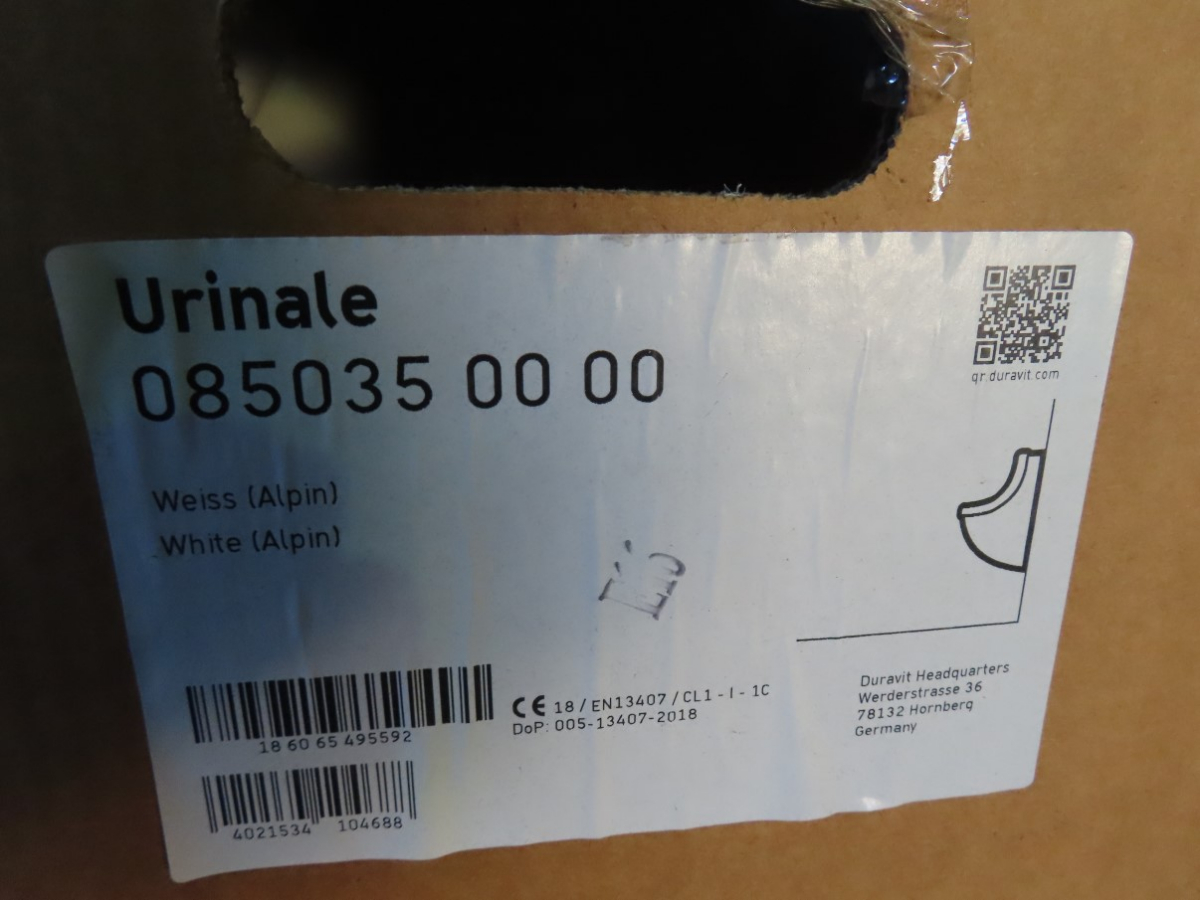 Urinale
085035 00 00
qr.duravit.com
Weiss (Alpin)
White (Alpin)
18 60 65 495592
CE 18 / EN13407 / CL1 - I - 1C
DoP: 005-13407-2018
4021534 104688
Duravit Headquarters
Werderstrasse 36
78132 Hornberg
Germany